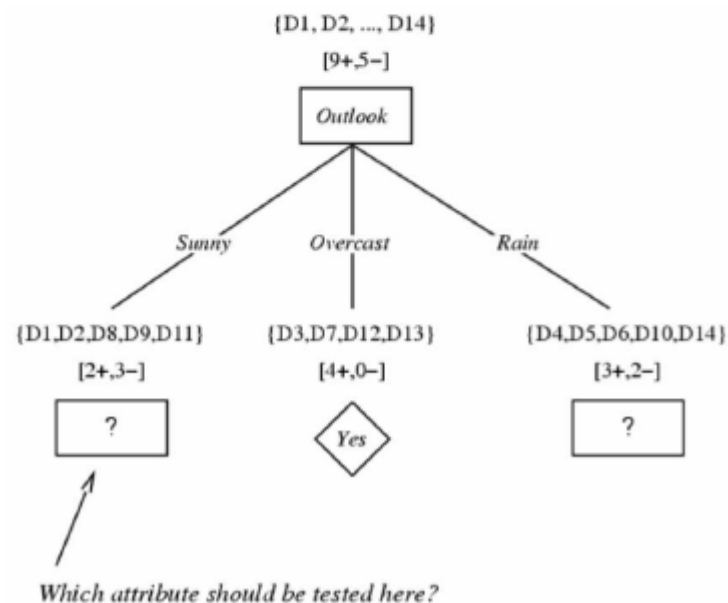 {D1, D2, ..., D14}
[9+,5−]
Outlook
Sunny
Overcast
Rain
{D1,D2,D8,D9,D11}
{D3,D7,D12,D13}
{D4,D5,D6,D10,D14}
[2+,3−]
[4+,0−]
[3+,2−]
?
Yes
?
Which attribute should be tested here?